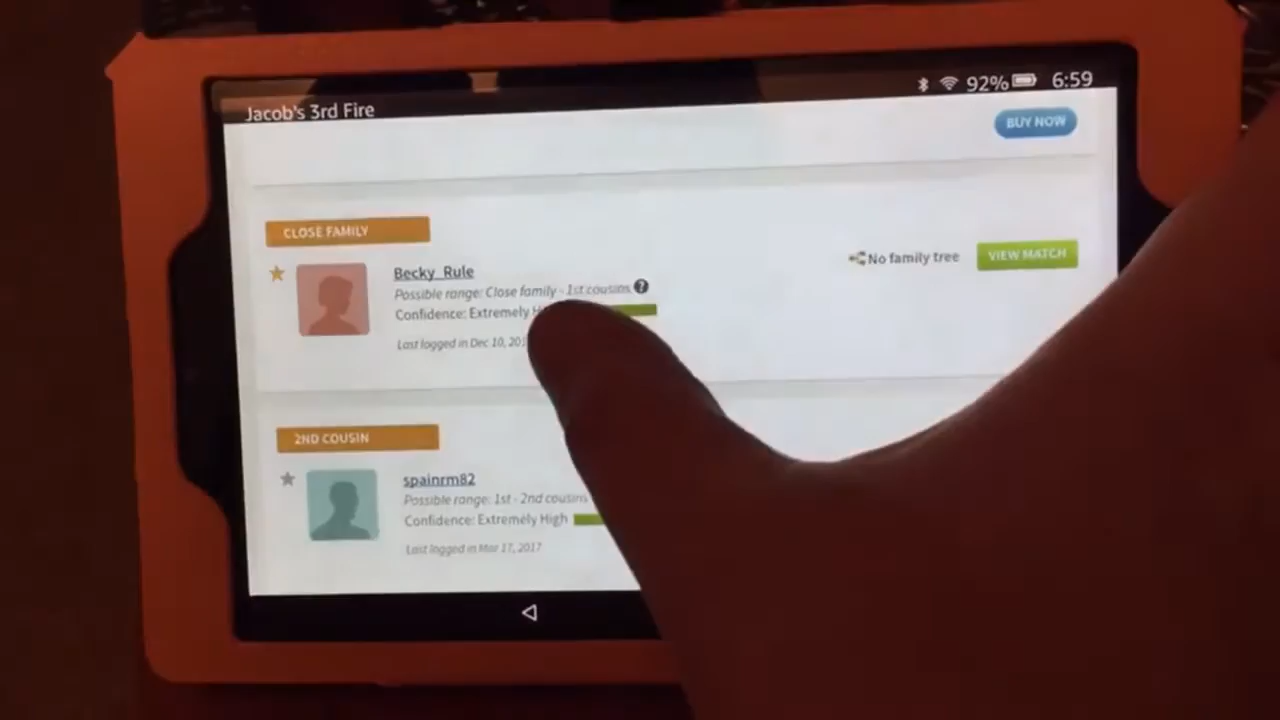 Jacob's 3rd Fire
92% 6:59
BUY NOW
CLOSE FAMILY
Becky_Rule
Possible range: Close family - 1st cousins ?
Confidence: Extremely
Last logged in Dec 10,
No family tree
VIEW MATCH
2ND COUSIN
spainrm82
Possible range: 1st - 2nd cousins
Confidence: Extremely High
Last logged in Mar 17, 2017